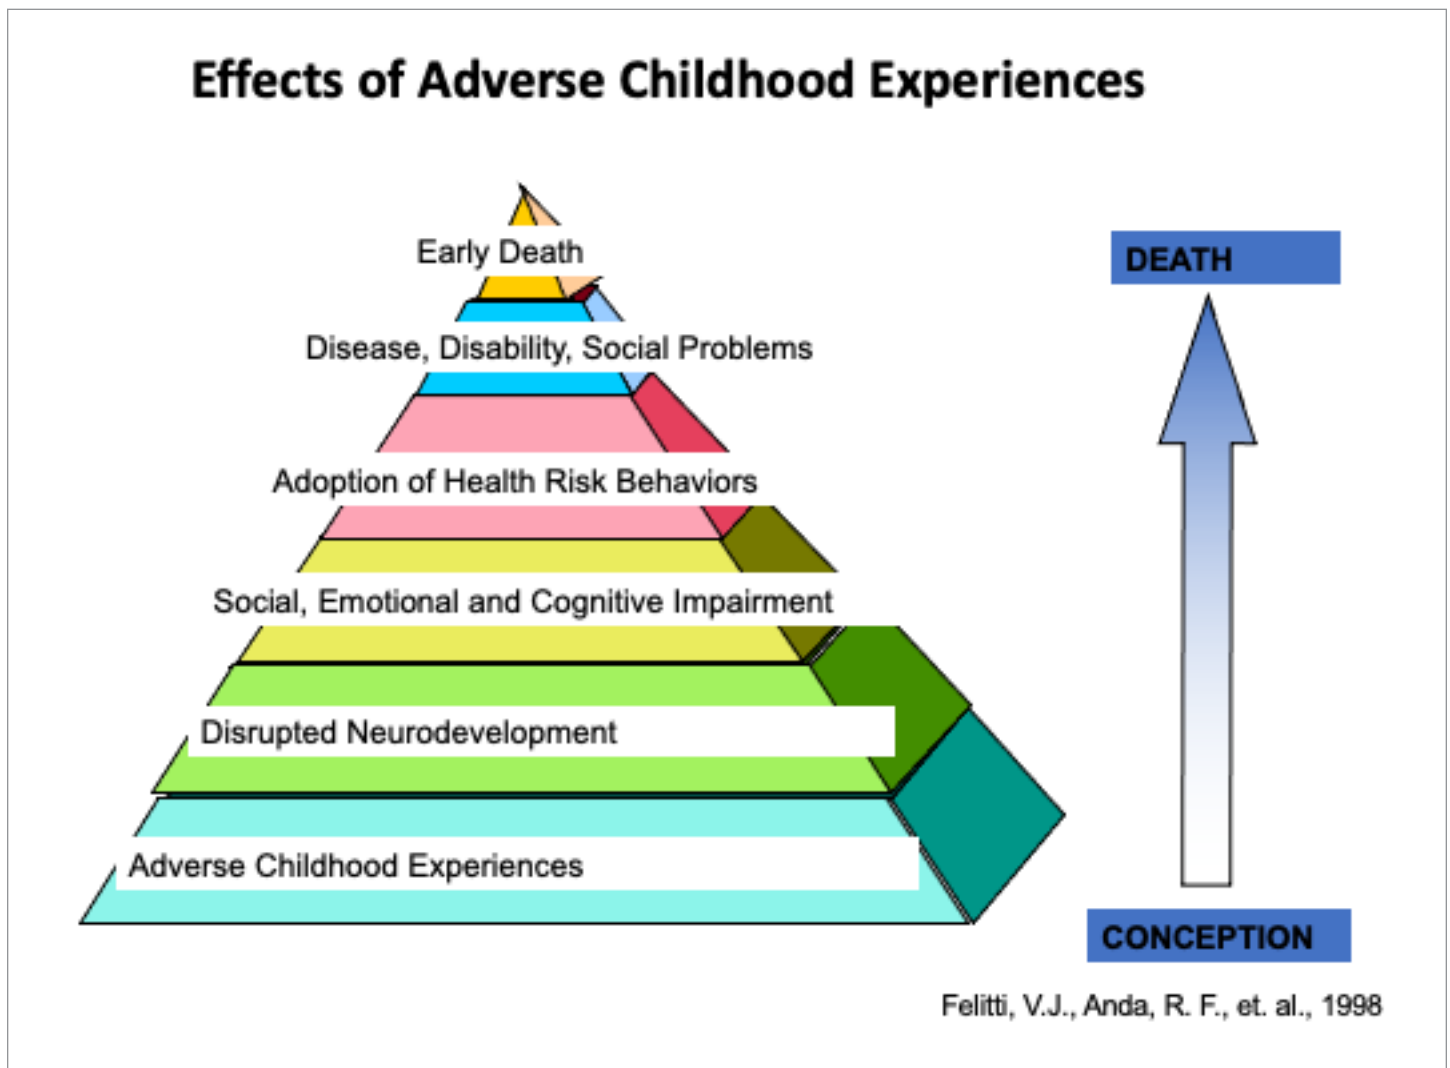 Effects of Adverse Childhood Experiences
Early Death
DEATH
Disease, Disability, Social Problems
Adoption of Health Risk Behaviors
Social, Emotional and Cognitive Impairment
Disrupted Neurodevelopment
Adverse Childhood Experiences
CONCEPTION
Felitti, V.J., Anda, R. F., et. al., 1998